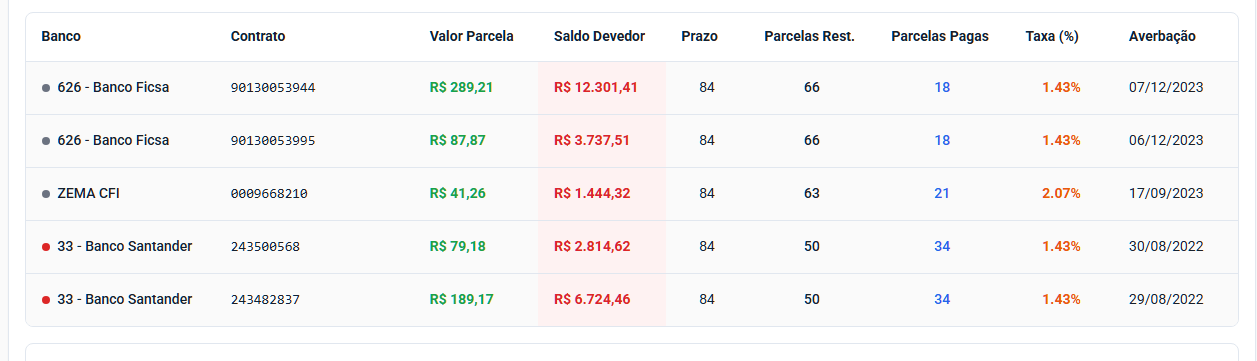 Banco Contrato Valor Parcela Saldo Devedor Prazo Parcelas Rest. Parcelas Pagas Taxa (%) Averbação
626 - Banco Ficsa 90130053944 R$ 289,21 R$ 12.301,41 84 66 18 1.43% 07/12/2023
626 - Banco Ficsa 90130053995 R$ 87,87 R$ 3.737,51 84 66 18 1.43% 06/12/2023
ZEMA CFI 0009668210 R$ 41,26 R$ 1.444,32 84 63 21 2.07% 17/09/2023
33 - Banco Santander 243500568 R$ 79,18 R$ 2.814,62 84 50 34 1.43% 30/08/2022
33 - Banco Santander 243482837 R$ 189,17 R$ 6.724,46 84 50 34 1.43% 29/08/2022